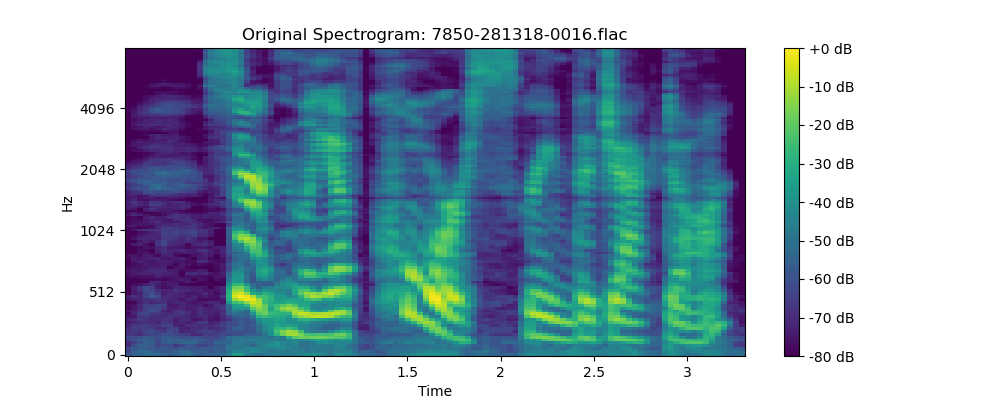 Original Spectrogram: 7850-281318-0016.flac
Hz
4096
2048
1024
512
0
0
0.5
1
1.5
2
2.5
3
Time
+0 dB
-10 dB
-20 dB
-30 dB
-40 dB
-50 dB
-60 dB
-70 dB
-80 dB